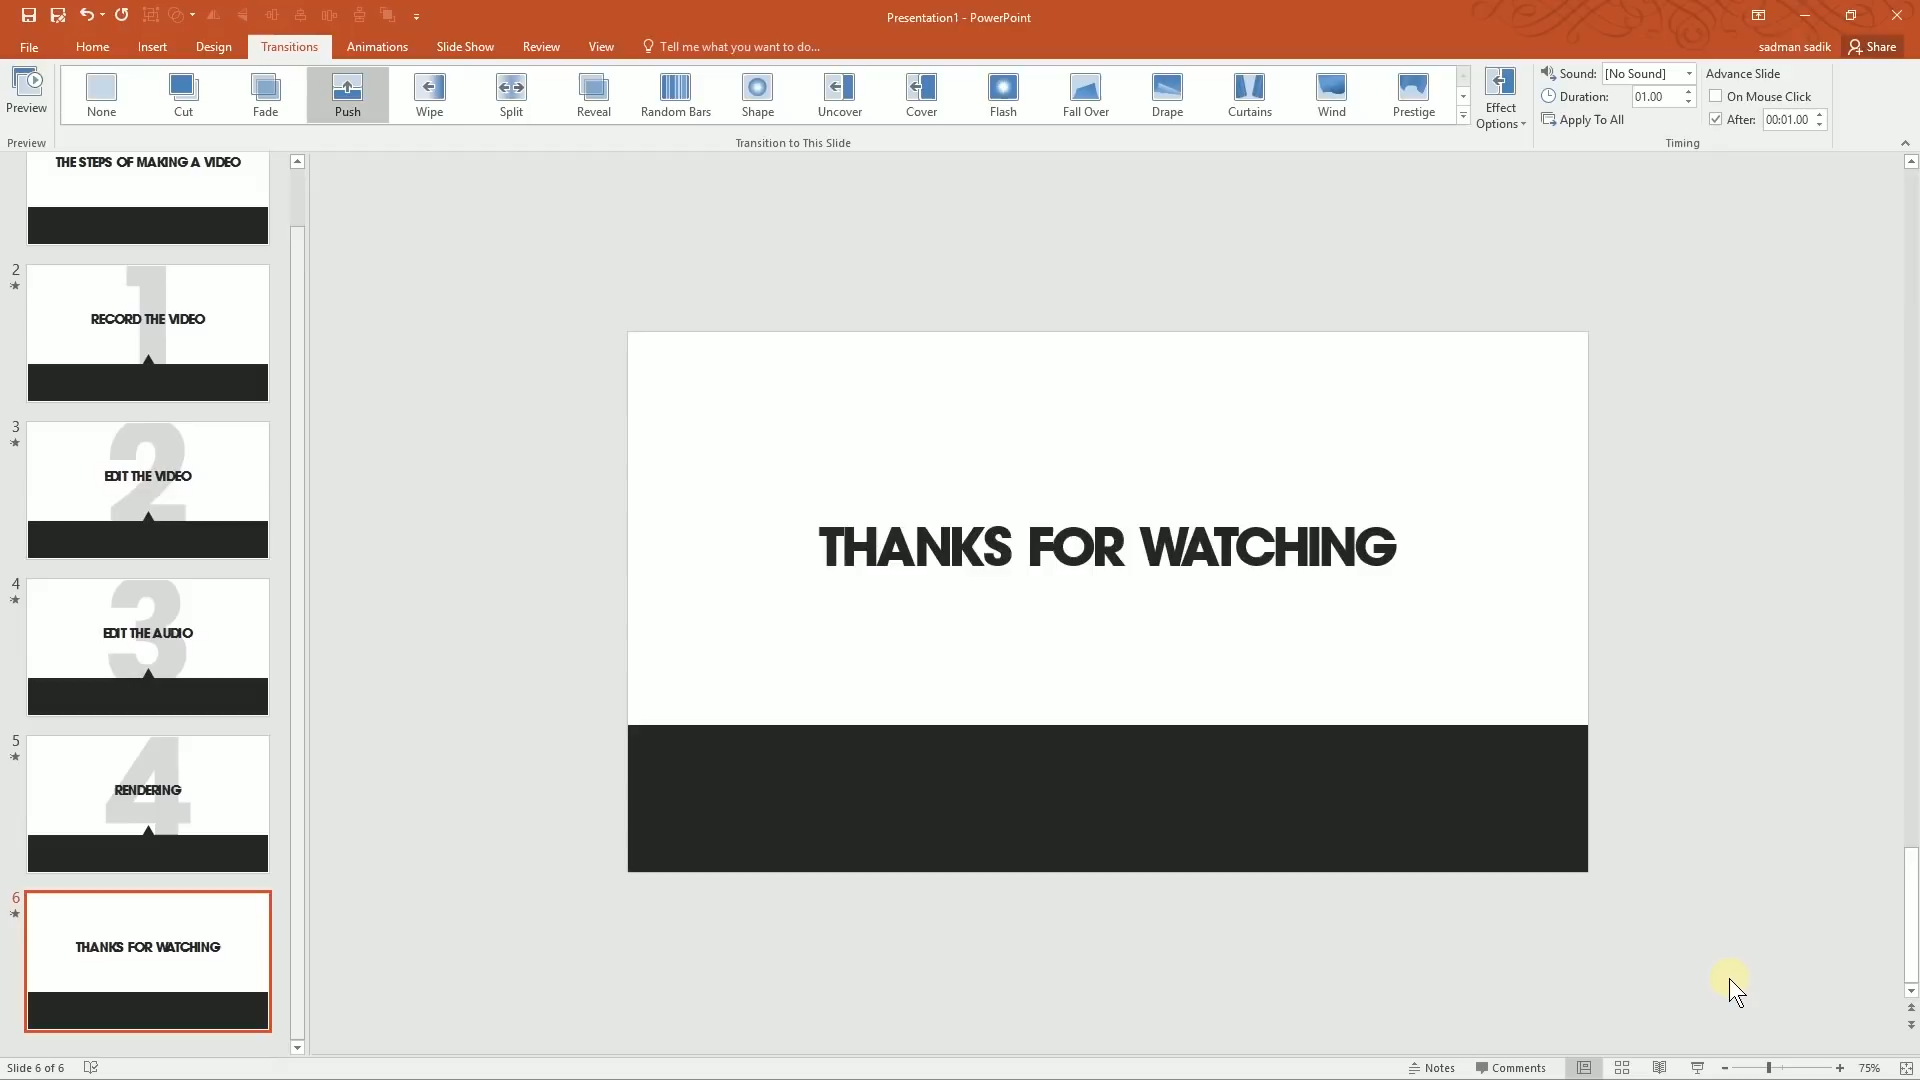 Presentation1 - PowerPoint
File Home Insert Design Transitions Animations Slide Show Review View Tell me what you want to do... sadman sadik Share
Preview None Cut Fade Push Wipe Split Reveal Random Bars Shape Uncover Cover Flash Fall Over Drape Curtains Wind Prestige Effect Options
Sound: [No Sound] Advance Slide
Duration: 01.00 On Mouse Click
Apply To All After: 00:01.00
Preview Transition to This Slide Timing
THE STEPS OF MAKING A VIDEO
2
1
RECORD THE VIDEO
3
2
EDIT THE VIDEO
4
3
EDIT THE AUDIO
5
4
RENDERING
6
THANKS FOR WATCHING
THANKS FOR WATCHING
Slide 6 of 6 Notes Comments 75%